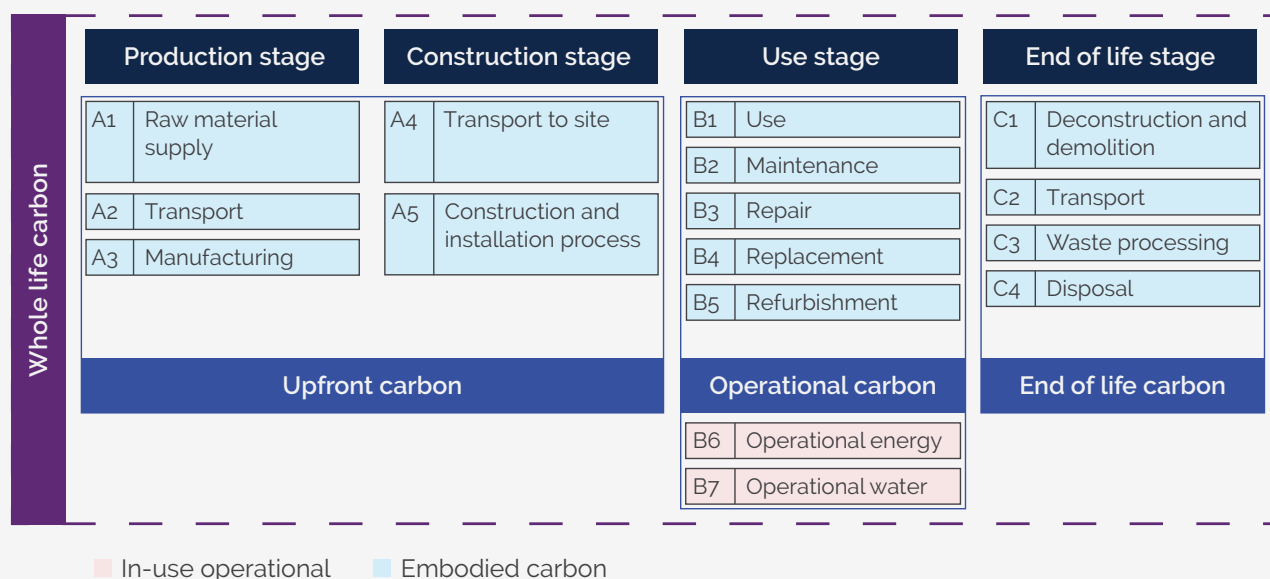 Whole life carbon
Production stage
A1 Raw material
supply
A2 Transport
A3 Manufacturing
Construction stage
A4 Transport to site
A5 Construction and
installation process
Upfront carbon
Use stage
B1 Use
B2 Maintenance
B3 Repair
B4 Replacement
B5 Refurbishment
Operational carbon
B6 Operational energy
B7 Operational water
End of life stage
C1 Deconstruction and
demolition
C2 Transport
C3 Waste processing
C4 Disposal
End of life carbon
In-use operational
Embodied carbon